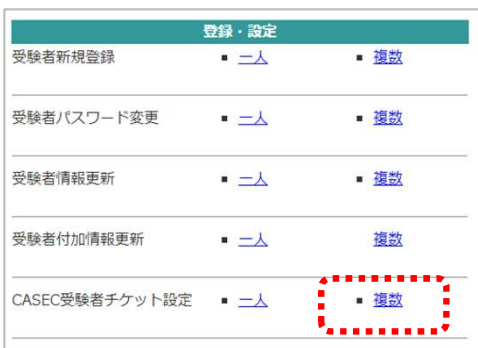 登録・設定
受験者新規登録 ▪ 一人 ▪ 複数
受験者パスワード変更 ▪ 一人 ▪ 複数
受験者情報更新 ▪ 一人 ▪ 複数
受験者付加情報更新 ▪ 一人 複数
CASEC受験者チケット設定 ▪ 一人 ▪ 複数